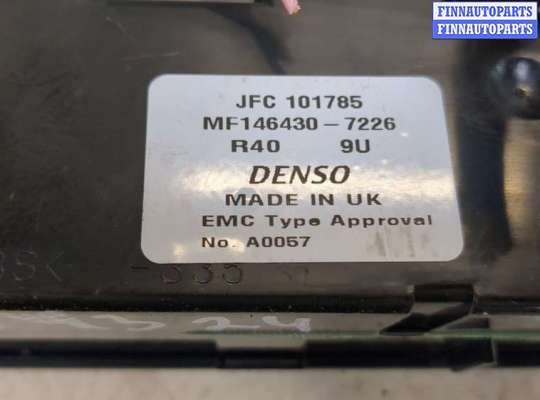 FINNAUTOPARTS
FINNAUTOPARTS
JFC 101785
MF146430-7226
R40 9U
DENSO
MADE IN UK
EMC Type Approval
No. A0057